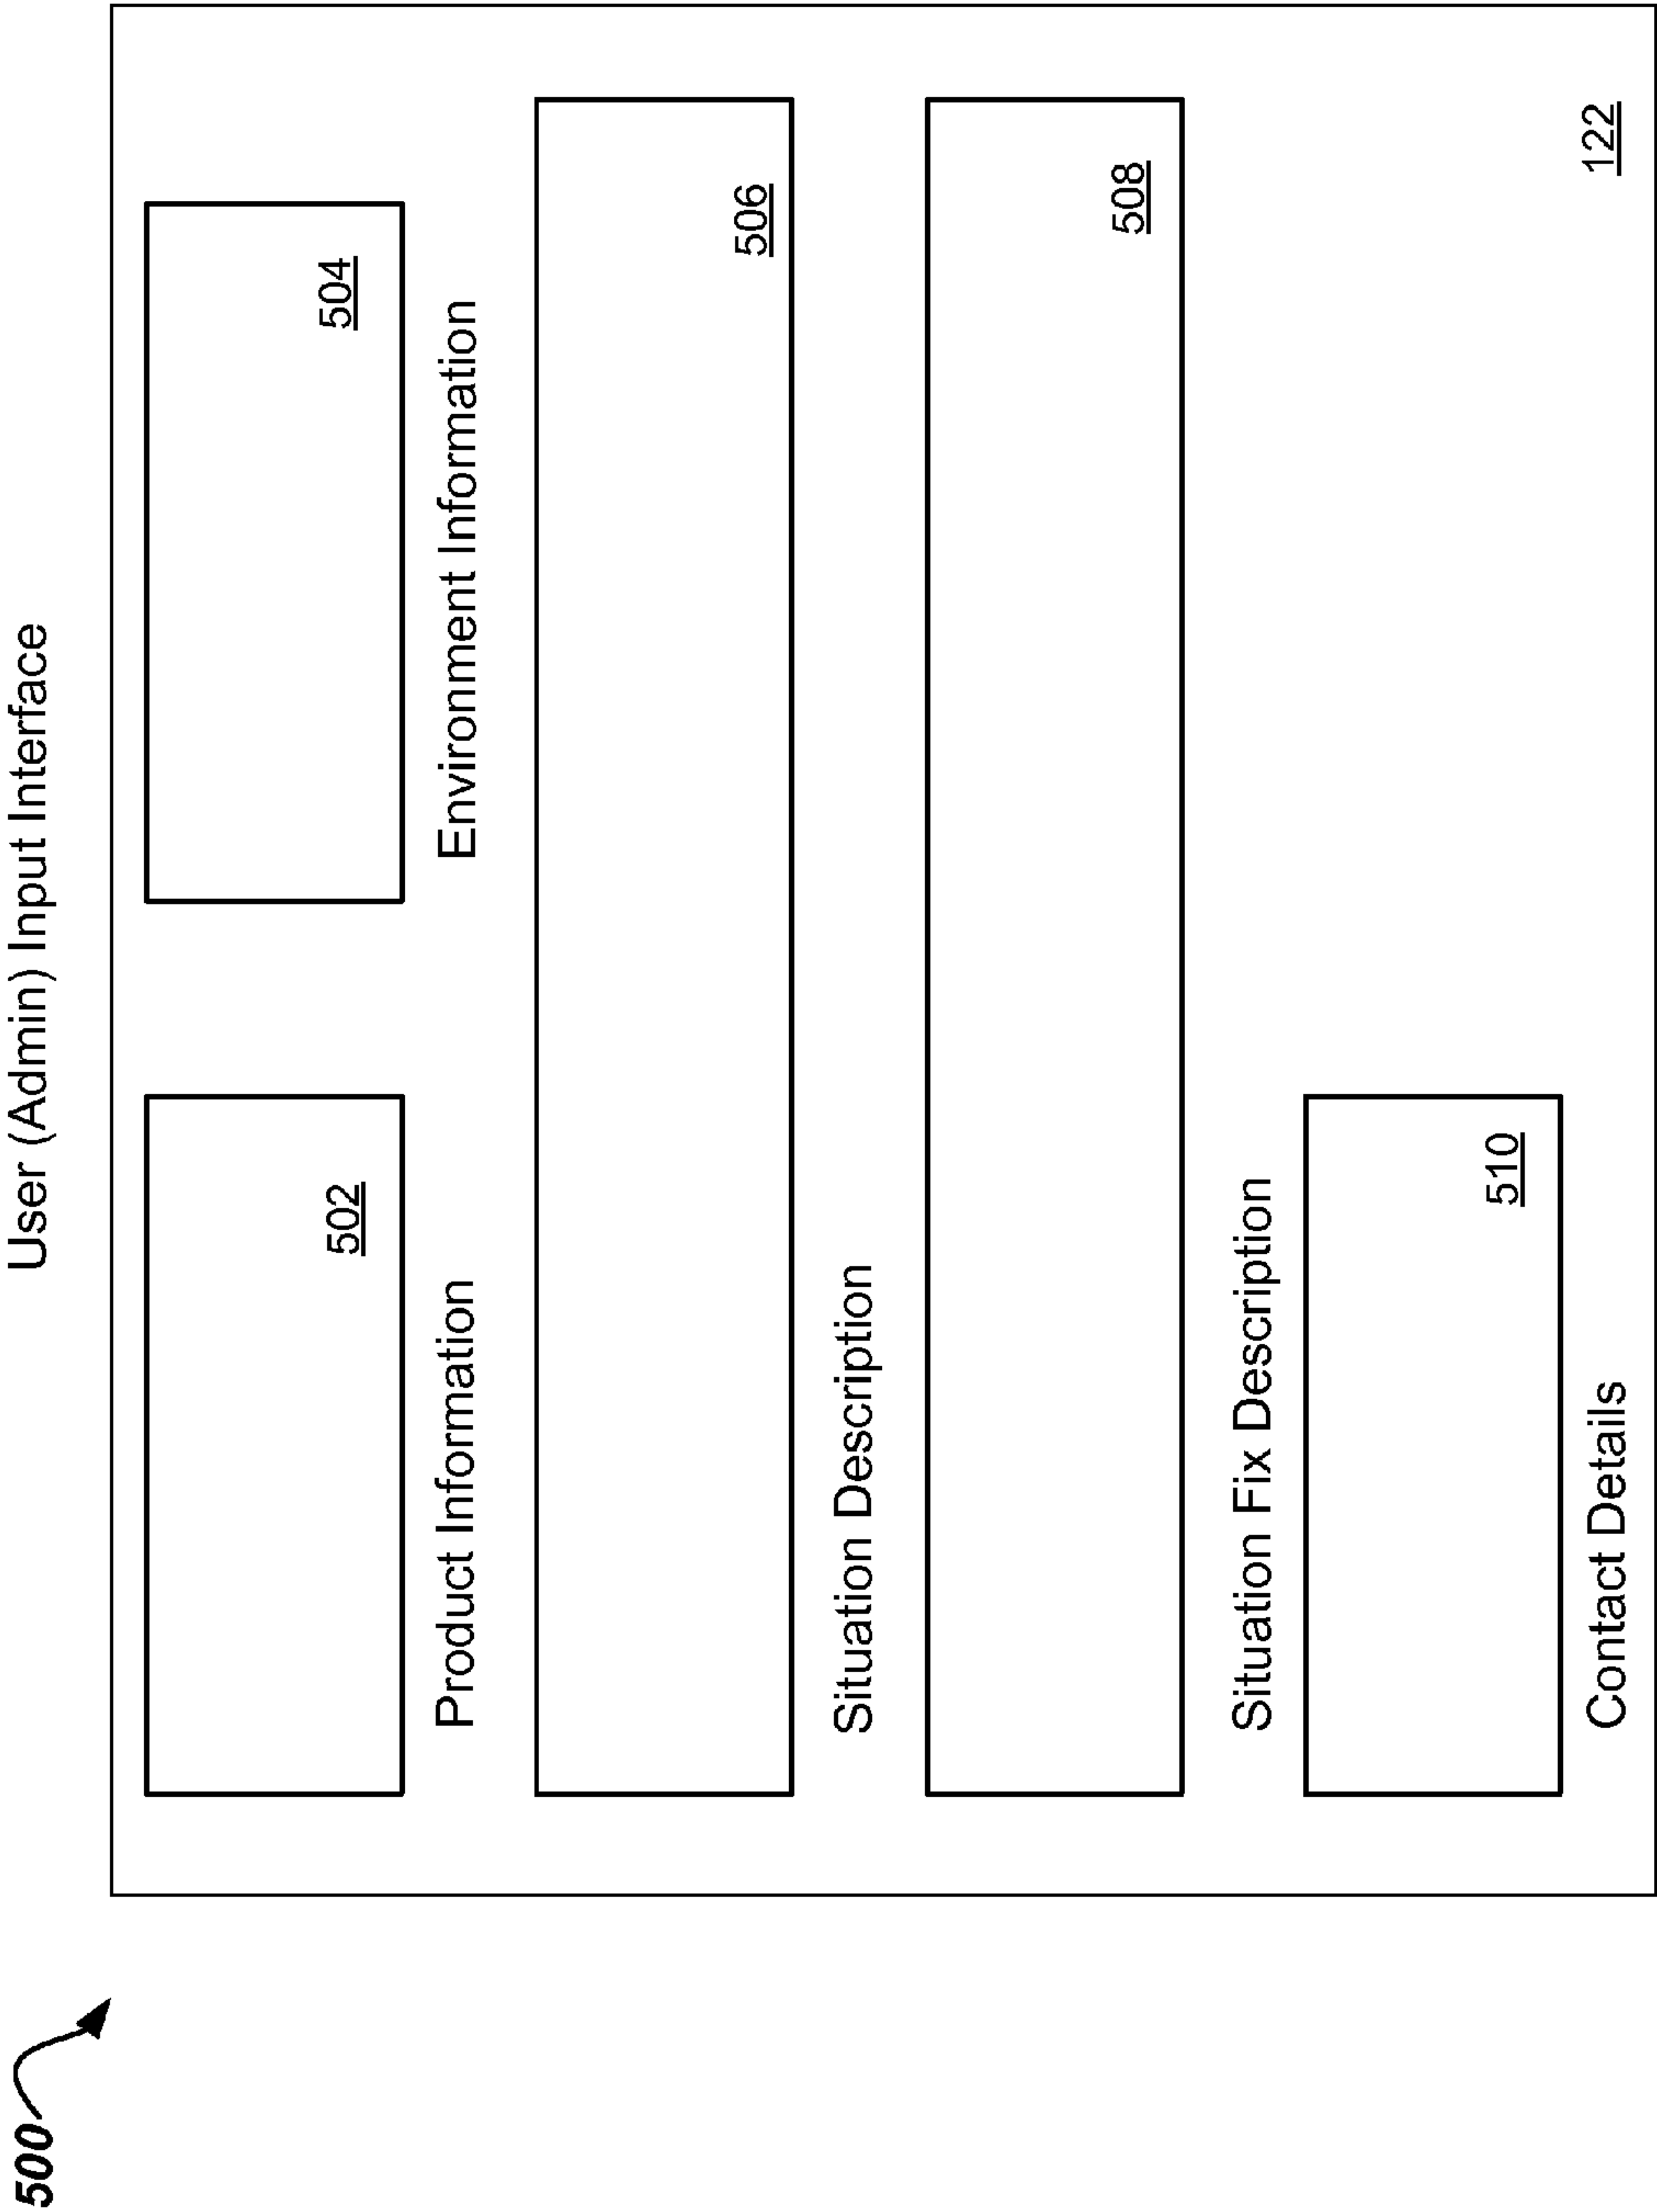 500
User (Admin) Input Interface
502
504
Product Information
Environment Information
506
Situation Description
508
Situation Fix Description
510
Contact Details
122